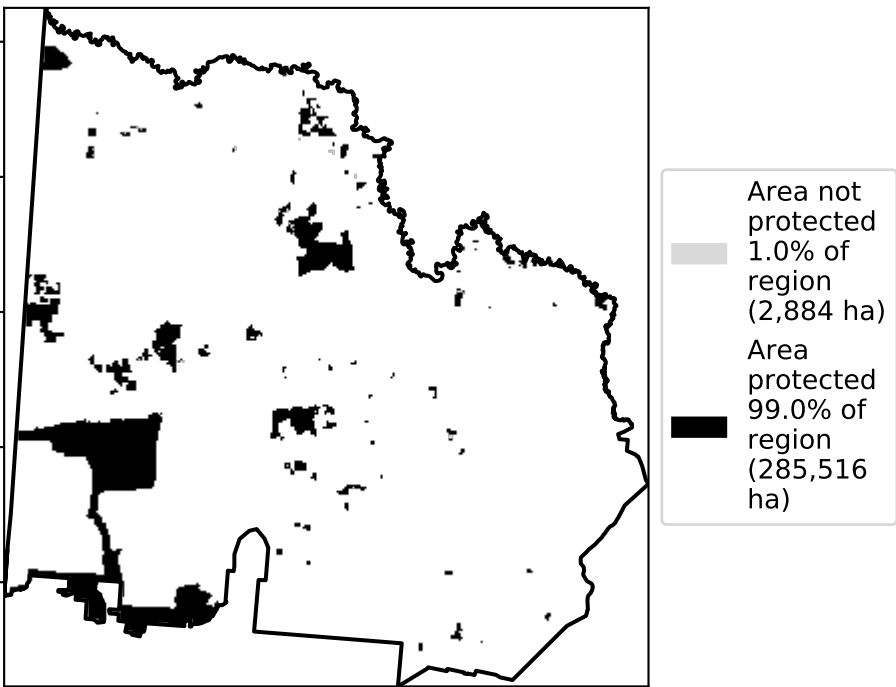 Area not
protected
1.0% of
region
(2,884 ha)
Area
protected
99.0% of
region
(285,516
ha)